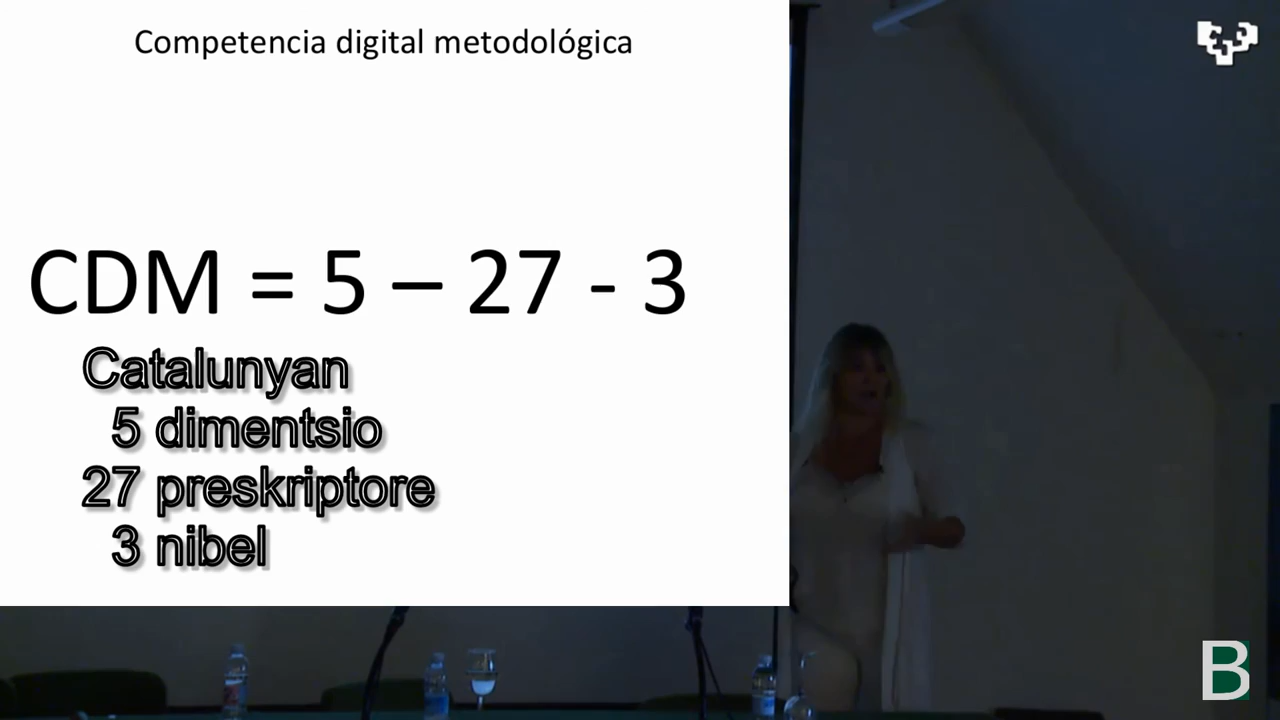 Competencia digital metodológica
CDM = 5 – 27 - 3
Catalunyan
5 dimentsio
27 preskriptore
3 nibel
B